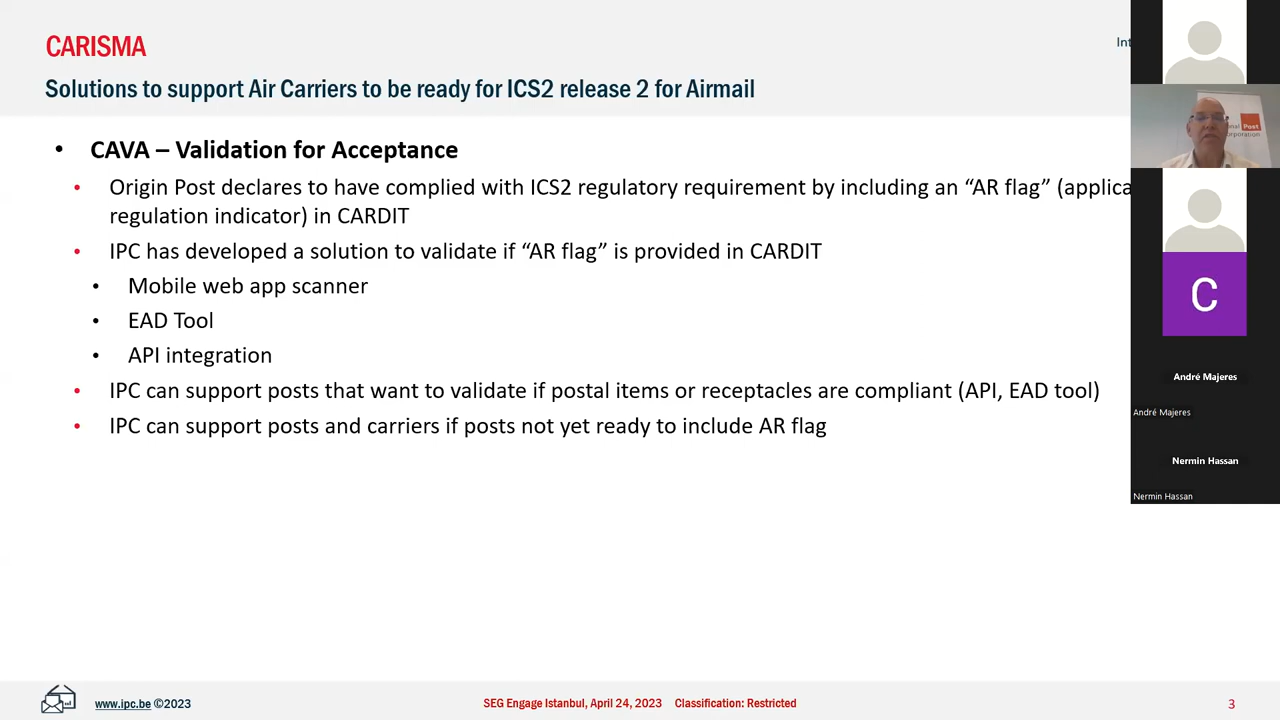 CARISMA
Int
Solutions to support Air Carriers to be ready for ICS2 release 2 for Airmail
• CAVA – Validation for Acceptance
• Origin Post declares to have complied with ICS2 regulatory requirement by including an “AR flag” (applica
regulation indicator) in CARDIT
• IPC has developed a solution to validate if “AR flag” is provided in CARDIT
• Mobile web app scanner
• EAD Tool
• API integration
• IPC can support posts that want to validate if postal items or receptacles are compliant (API, EAD tool)
• IPC can support posts and carriers if posts not yet ready to include AR flag
nal Post
orporation
C
André Majeres
André Majeres
Nermin Hassan
Nermin Hassan
www.ipc.be ©2023
SEG Engage Istanbul, April 24, 2023 Classification: Restricted
3